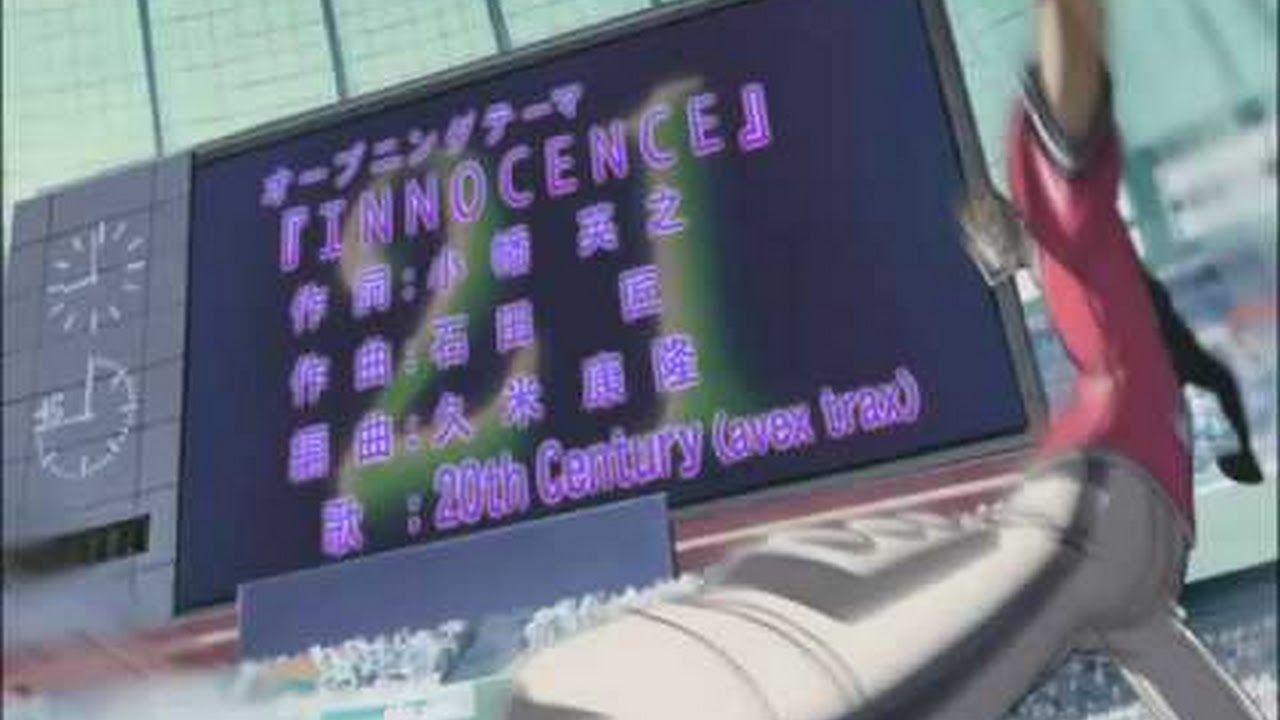 オープニングテーマ
『INNOCENCE』
作詞:小幡 英之
作曲:石田 匠
編曲:久米 康隆
歌 :20th Century (avex trax)
45